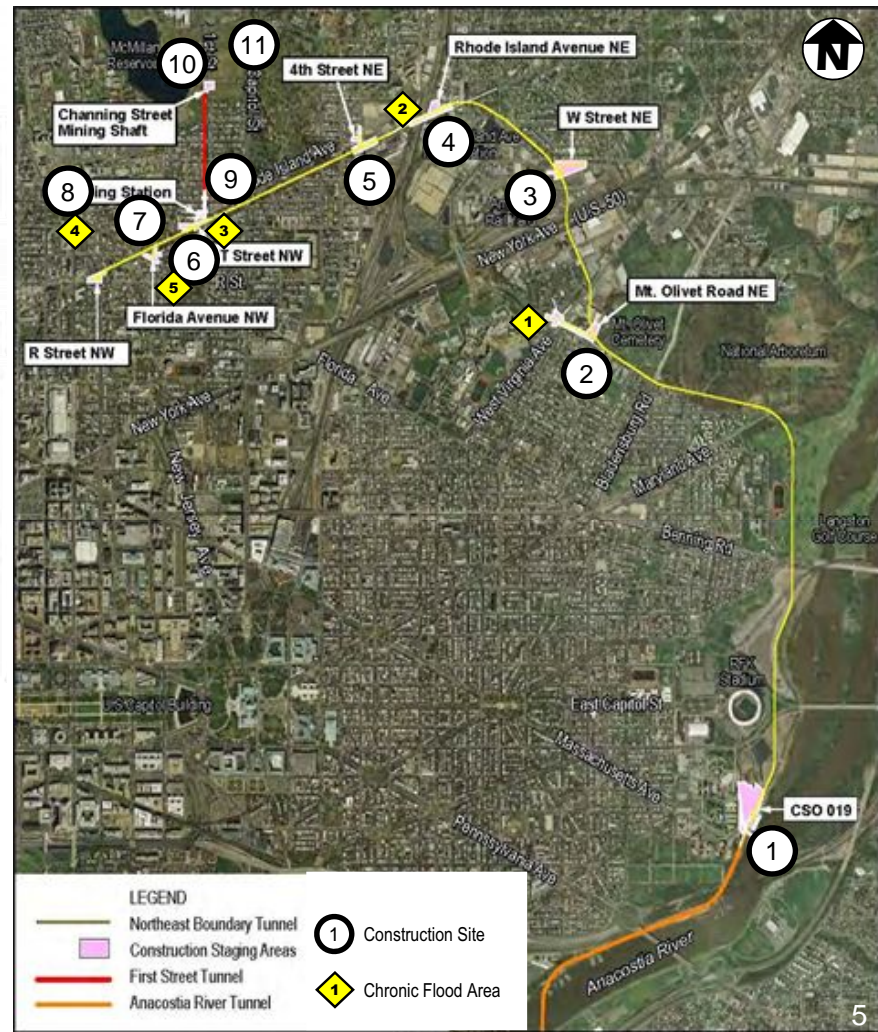 N
10
11
McMillan
Reservoir
4th Street NE
Rhode Island Avenue NE
Channing Street
Mining Shaft
2
4
W Street NE
5
3
8
9
ing Station
4
7
3
New York Ave
(U.S. 50)
6
T Street NW
5
R St
Mt. Olivet Road NE
R Street NW
Florida Avenue NW
1
Mt. Olivet
Cemetery
National Arboretum
2
West Virginia Ave
Florida Ave
New York Ave
Bladensburg Rd
Maryland Ave
New Jersey Ave
Benning Rd
Langston
Golf Course
RFK
Stadium
U.S Capitol Building
East Capitol St
Massachusetts Ave
Pennsylvania Ave
CSO 019
1
Anacostia River
LEGEND
Northeast Boundary Tunnel
Construction Staging Areas
First Street Tunnel
Anacostia River Tunnel
1 Construction Site
1 Chronic Flood Area
5